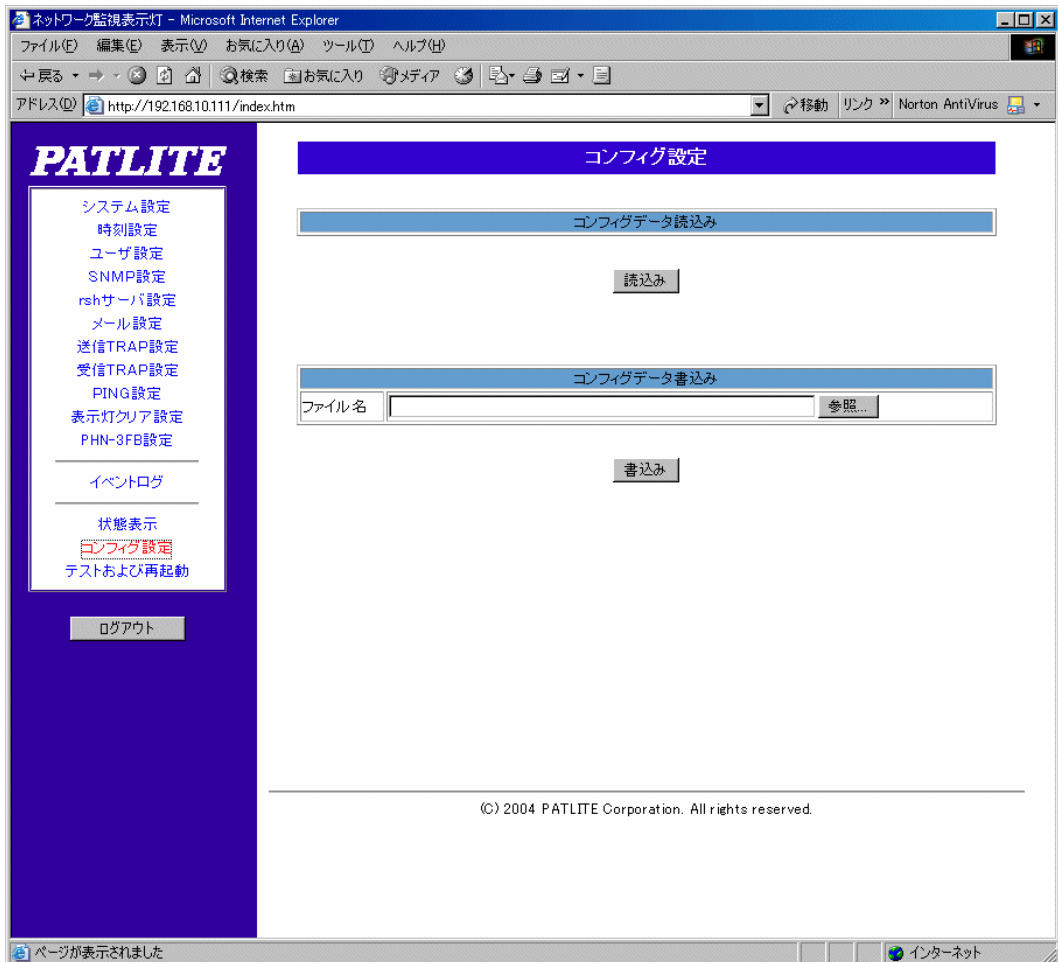 ネットワーク監視表示灯 - Microsoft Internet Explorer
ファイル(F) 編集(E) 表示(V) お気に入り(A) ツール(T) ヘルプ(H)
戻る 検索 お気に入り メディア
アドレス(D) http://192.168.10.111/index.htm 移動 リンク » Norton AntiVirus
PATLITE
システム設定
時刻設定
ユーザ設定
SNMP設定
rshサーバ設定
メール設定
送信TRAP設定
受信TRAP設定
PING設定
表示灯クリア設定
PHN-3FB設定
イベントログ
状態表示
コンフィグ設定
テストおよび再起動
ログアウト
コンフィグ設定
コンフィグデータ読込み
読込み
コンフィグデータ書込み
ファイル名 参照...
書込み
(C) 2004 PATLITE Corporation. All rights reserved.
ページが表示されました インターネット